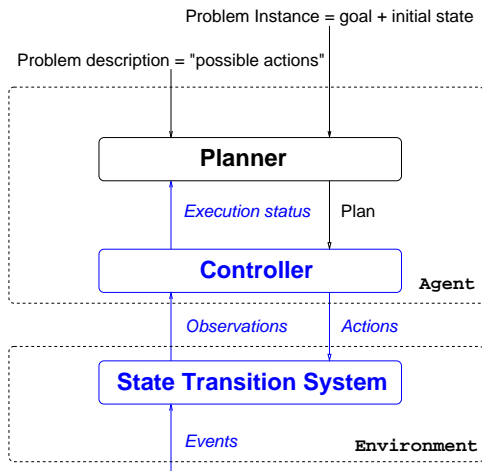 Problem Instance = goal + initial state
Problem description = "possible actions"
Planner
Execution status Plan
Controller
Agent
Observations Actions
State Transition System
Events
Environment